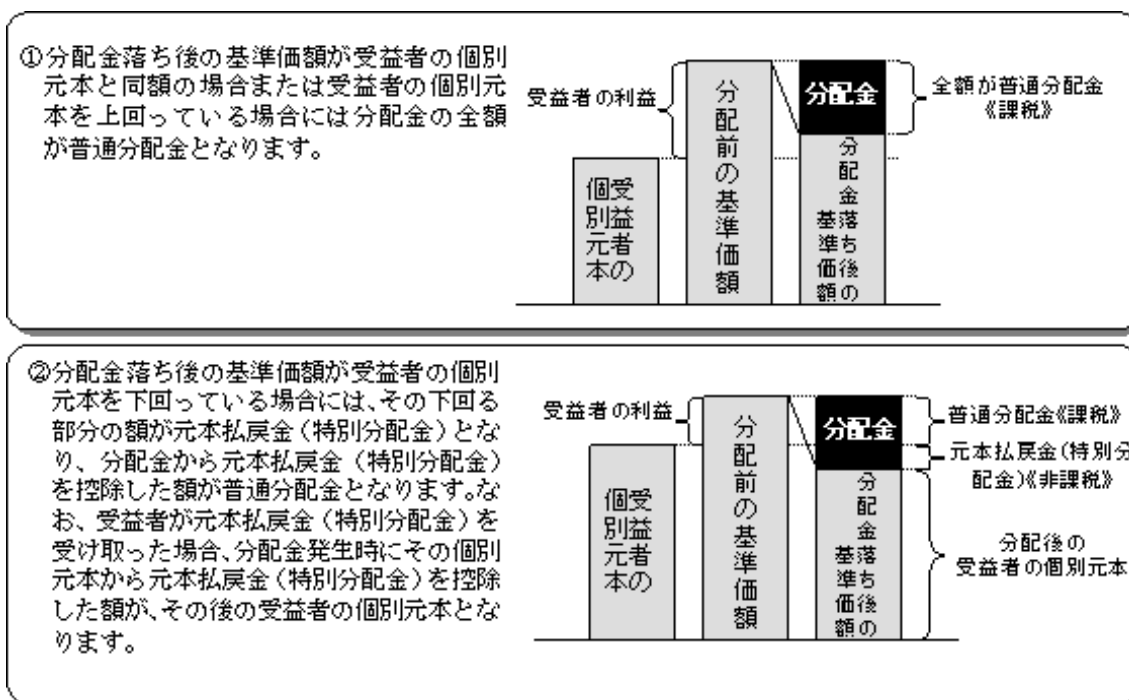 ①分配金落ち後の基準価額が受益者の個別
元本と同額の場合または受益者の個別元
本を上回っている場合には分配金の全額
が普通分配金となります。
受益者の利益
受益者の
個別元本
分配前の基準価額
分配金
分配金落ち後の
基準価額
全額が普通分配金
《課税》
②分配金落ち後の基準価額が受益者の個別
元本を下回っている場合には、その下回る
部分の額が元本払戻金（特別分配金）とな
り、分配金から元本払戻金（特別分配金）
を控除した額が普通分配金となります。な
お、受益者が元本払戻金（特別分配金）を
受け取った場合、分配金発生時にその個別
元本から元本払戻金（特別分配金）を控除
した額が、その後の受益者の個別元本とな
ります。
受益者の利益
受益者の
個別元本
分配前の基準価額
分配金
分配金落ち後の
基準価額
普通分配金《課税》
元本払戻金(特別分
配金)《非課税》
分配後の
受益者の個別元本